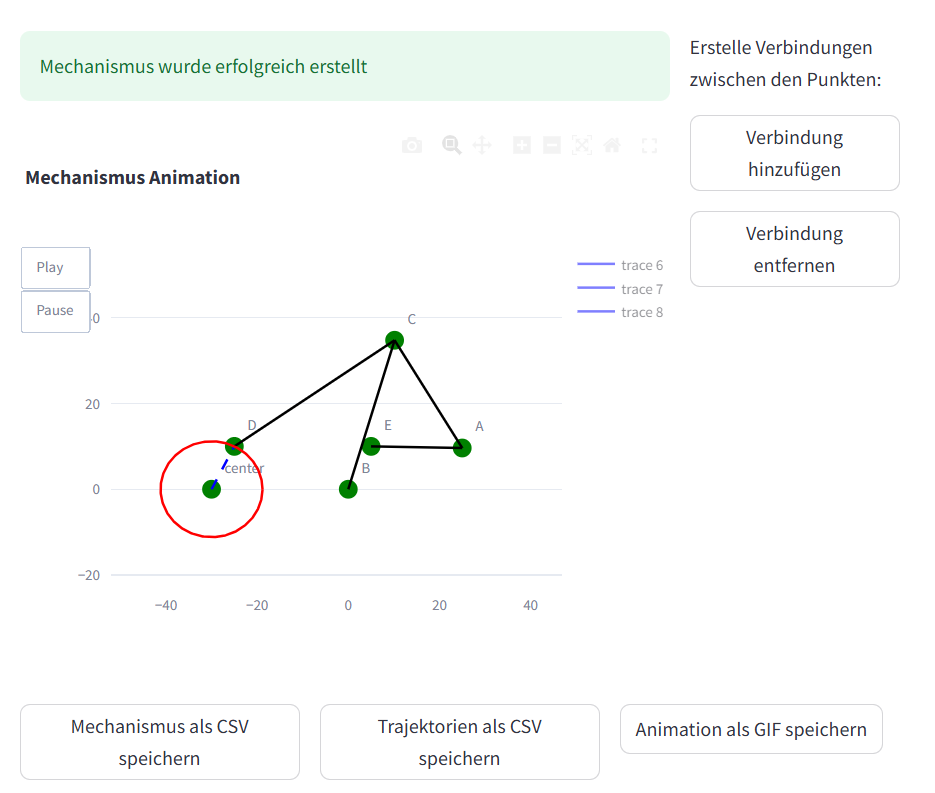 Mechanismus wurde erfolgreich erstellt
Erstelle Verbindungen
zwischen den Punkten:
Verbindung
hinzufügen
Verbindung
entfernen
Mechanismus Animation
Play
Pause
trace 6
trace 7
trace 8
0
20
0
−20
−40
−20
0
20
40
C
D
E
A
center
B
Mechanismus als CSV
speichern
Trajektorien als CSV
speichern
Animation als GIF speichern